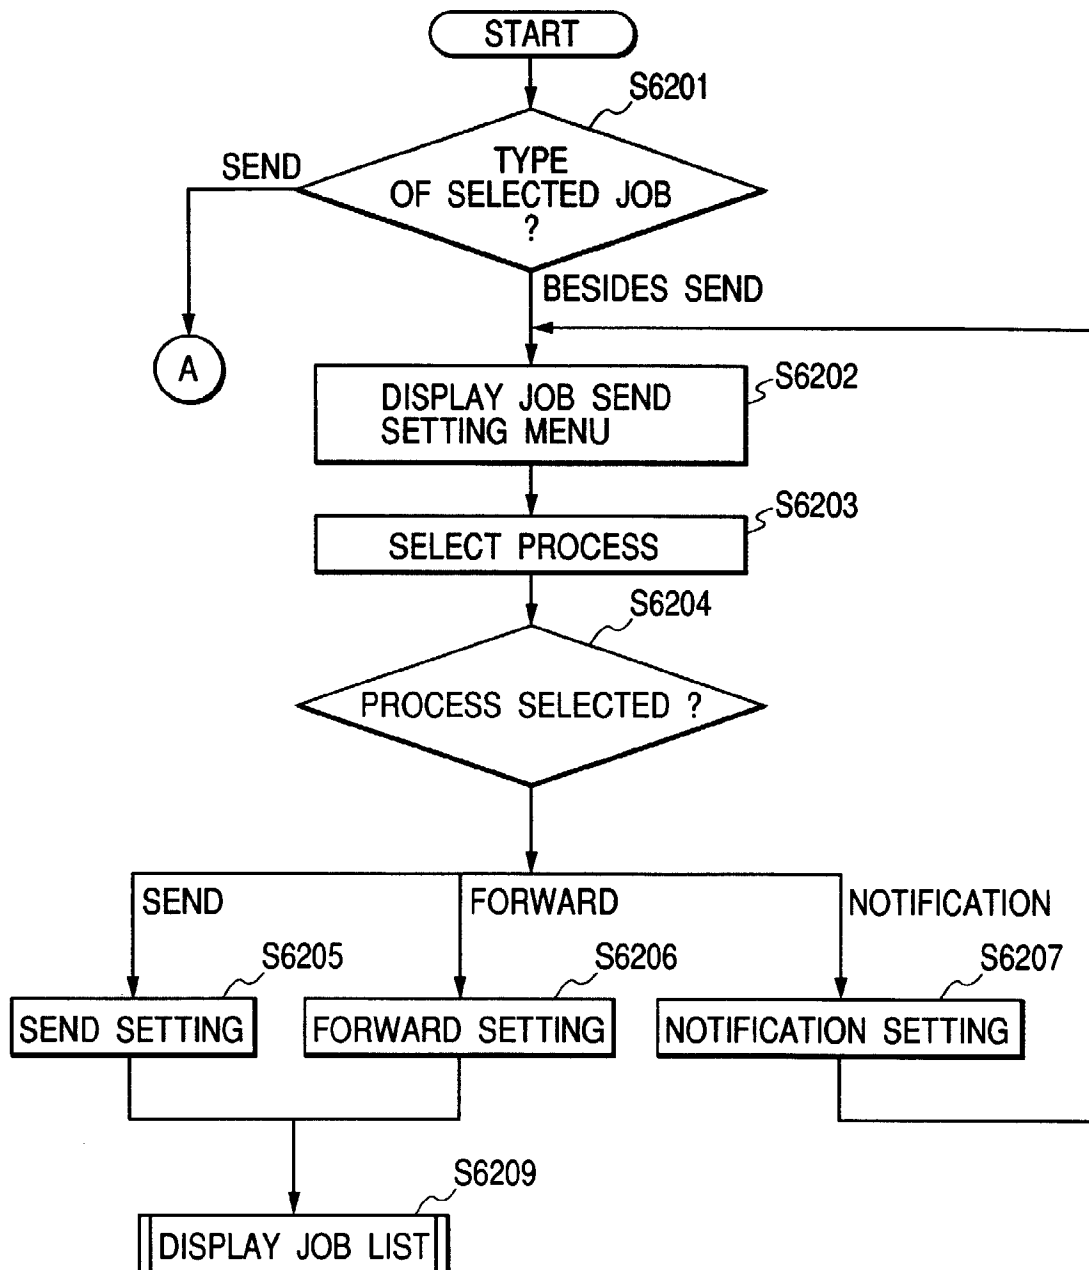 START
S6201
SEND
TYPE
OF SELECTED JOB
?
BESIDES SEND
A
S6202
DISPLAY JOB SEND
SETTING MENU
S6203
SELECT PROCESS
S6204
PROCESS SELECTED ?
SEND
FORWARD
NOTIFICATION
S6205
S6206
S6207
SEND SETTING
FORWARD SETTING
NOTIFICATION SETTING
S6209
DISPLAY JOB LIST